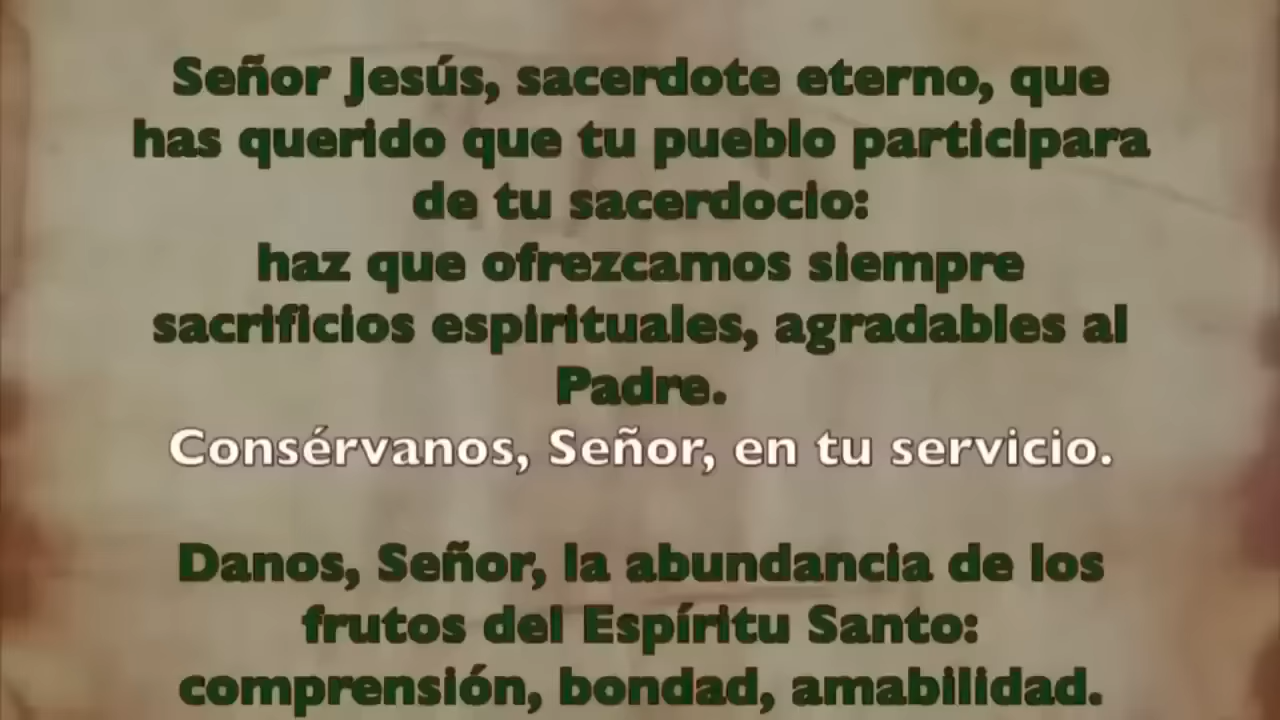 Señor Jesús, sacerdote eterno, que
has querido que tu pueblo participara
de tu sacerdocio:
haz que ofrezcamos siempre
sacrificios espirituales, agradables al
Padre.
Consérvanos, Señor, en tu servicio.
Danos, Señor, la abundancia de los
frutos del Espíritu Santo:
comprensión, bondad, amabilidad.